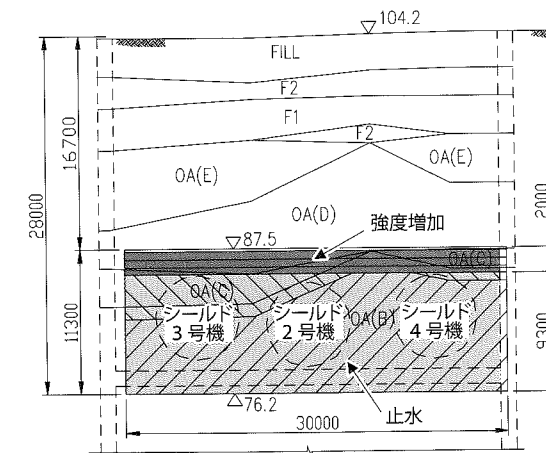 ▽104.2
FILL
F2
F1
F2
OA(E)
OA(E)
OA(D)
16700
28000
11300
2000
9300
▽87.5
強度増加
OA(C)
OA(C)
OA(B)
シールド
3号機
シールド
2号機
シールド
4号機
△76.2
止水
30000